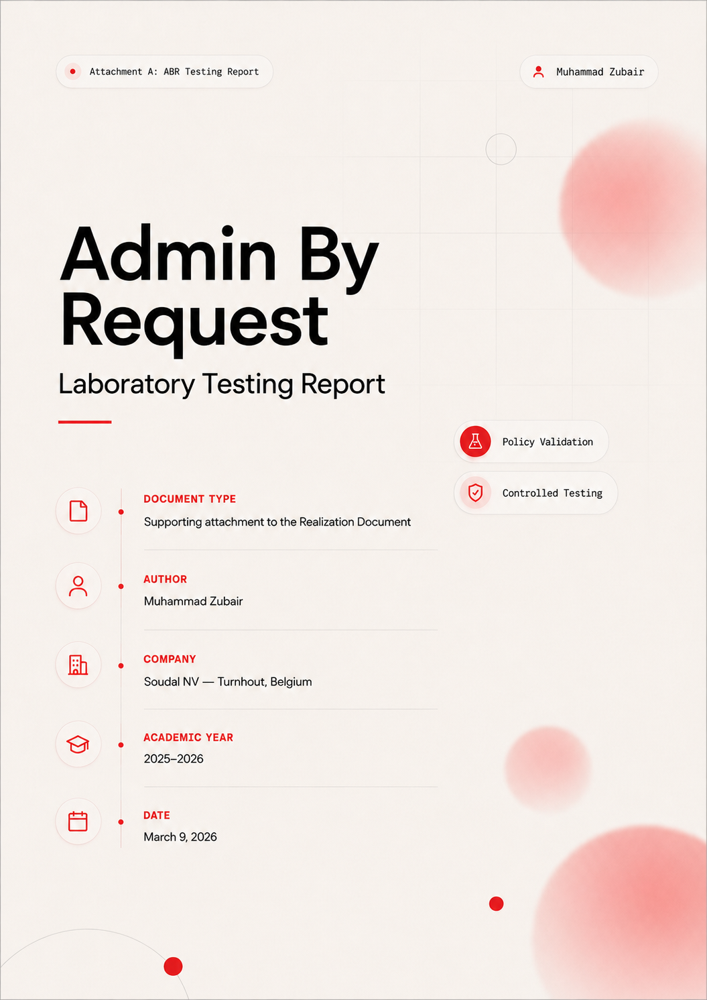 Attachment A: ABR Testing Report
Muhammad Zubair
Admin By
Request
Laboratory Testing Report
Policy Validation
Controlled Testing
DOCUMENT TYPE
Supporting attachment to the Realization Document
AUTHOR
Muhammad Zubair
COMPANY
Soudal NV — Turnhout, Belgium
ACADEMIC YEAR
2025–2026
DATE
March 9, 2026